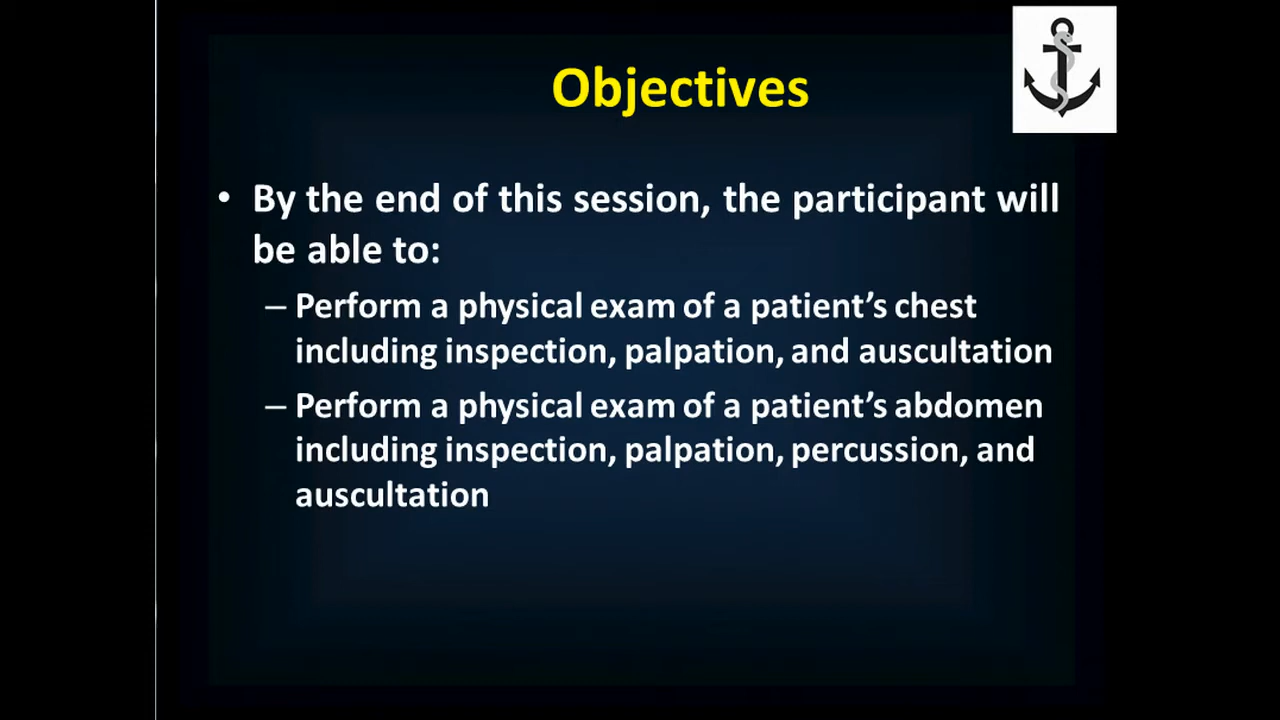 Objectives
• By the end of this session, the participant will
be able to:
– Perform a physical exam of a patient’s chest
including inspection, palpation, and auscultation
– Perform a physical exam of a patient’s abdomen
including inspection, palpation, percussion, and
auscultation